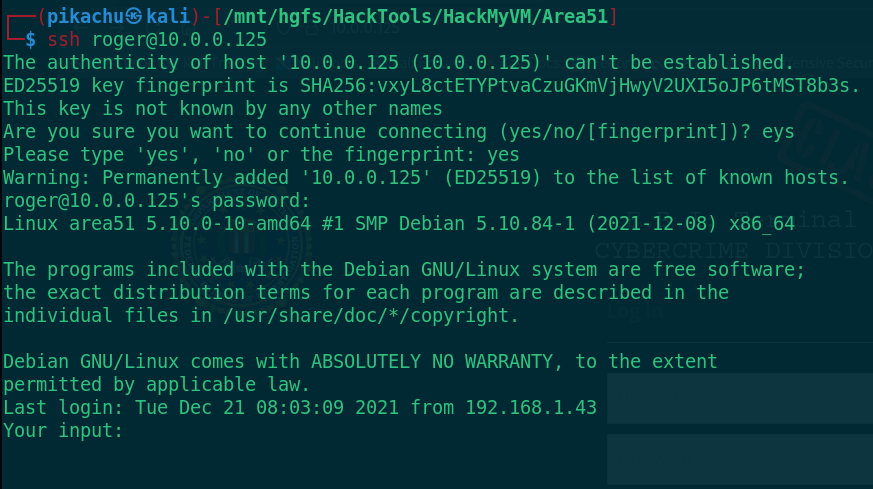 ┌──(pikachu㉿kali)-[/mnt/hgfs/HackTools/HackMyVM/Area51]
└─$ ssh roger@10.0.0.125
The authenticity of host '10.0.0.125 (10.0.0.125)' can't be established.
ED25519 key fingerprint is SHA256:vxyL8ctETYPtvaCzuGKmVjHwyV2UXI5oJP6tMST8b3s.
This key is not known by any other names
Are you sure you want to continue connecting (yes/no/[fingerprint])? eys
Please type 'yes', 'no' or the fingerprint: yes
Warning: Permanently added '10.0.0.125' (ED25519) to the list of known hosts.
roger@10.0.0.125's password:
Linux area51 5.10.0-10-amd64 #1 SMP Debian 5.10.84-1 (2021-12-08) x86_64
CYBERCRIME DIVISIO
The programs included with the Debian GNU/Linux system are free software;
the exact distribution terms for each program are described in the
individual files in /usr/share/doc/*/copyright.
Log In
Debian GNU/Linux comes with ABSOLUTELY NO WARRANTY, to the extent
permitted by applicable law.
Last login: Tue Dec 21 08:03:09 2021 from 192.168.1.43
Your input: